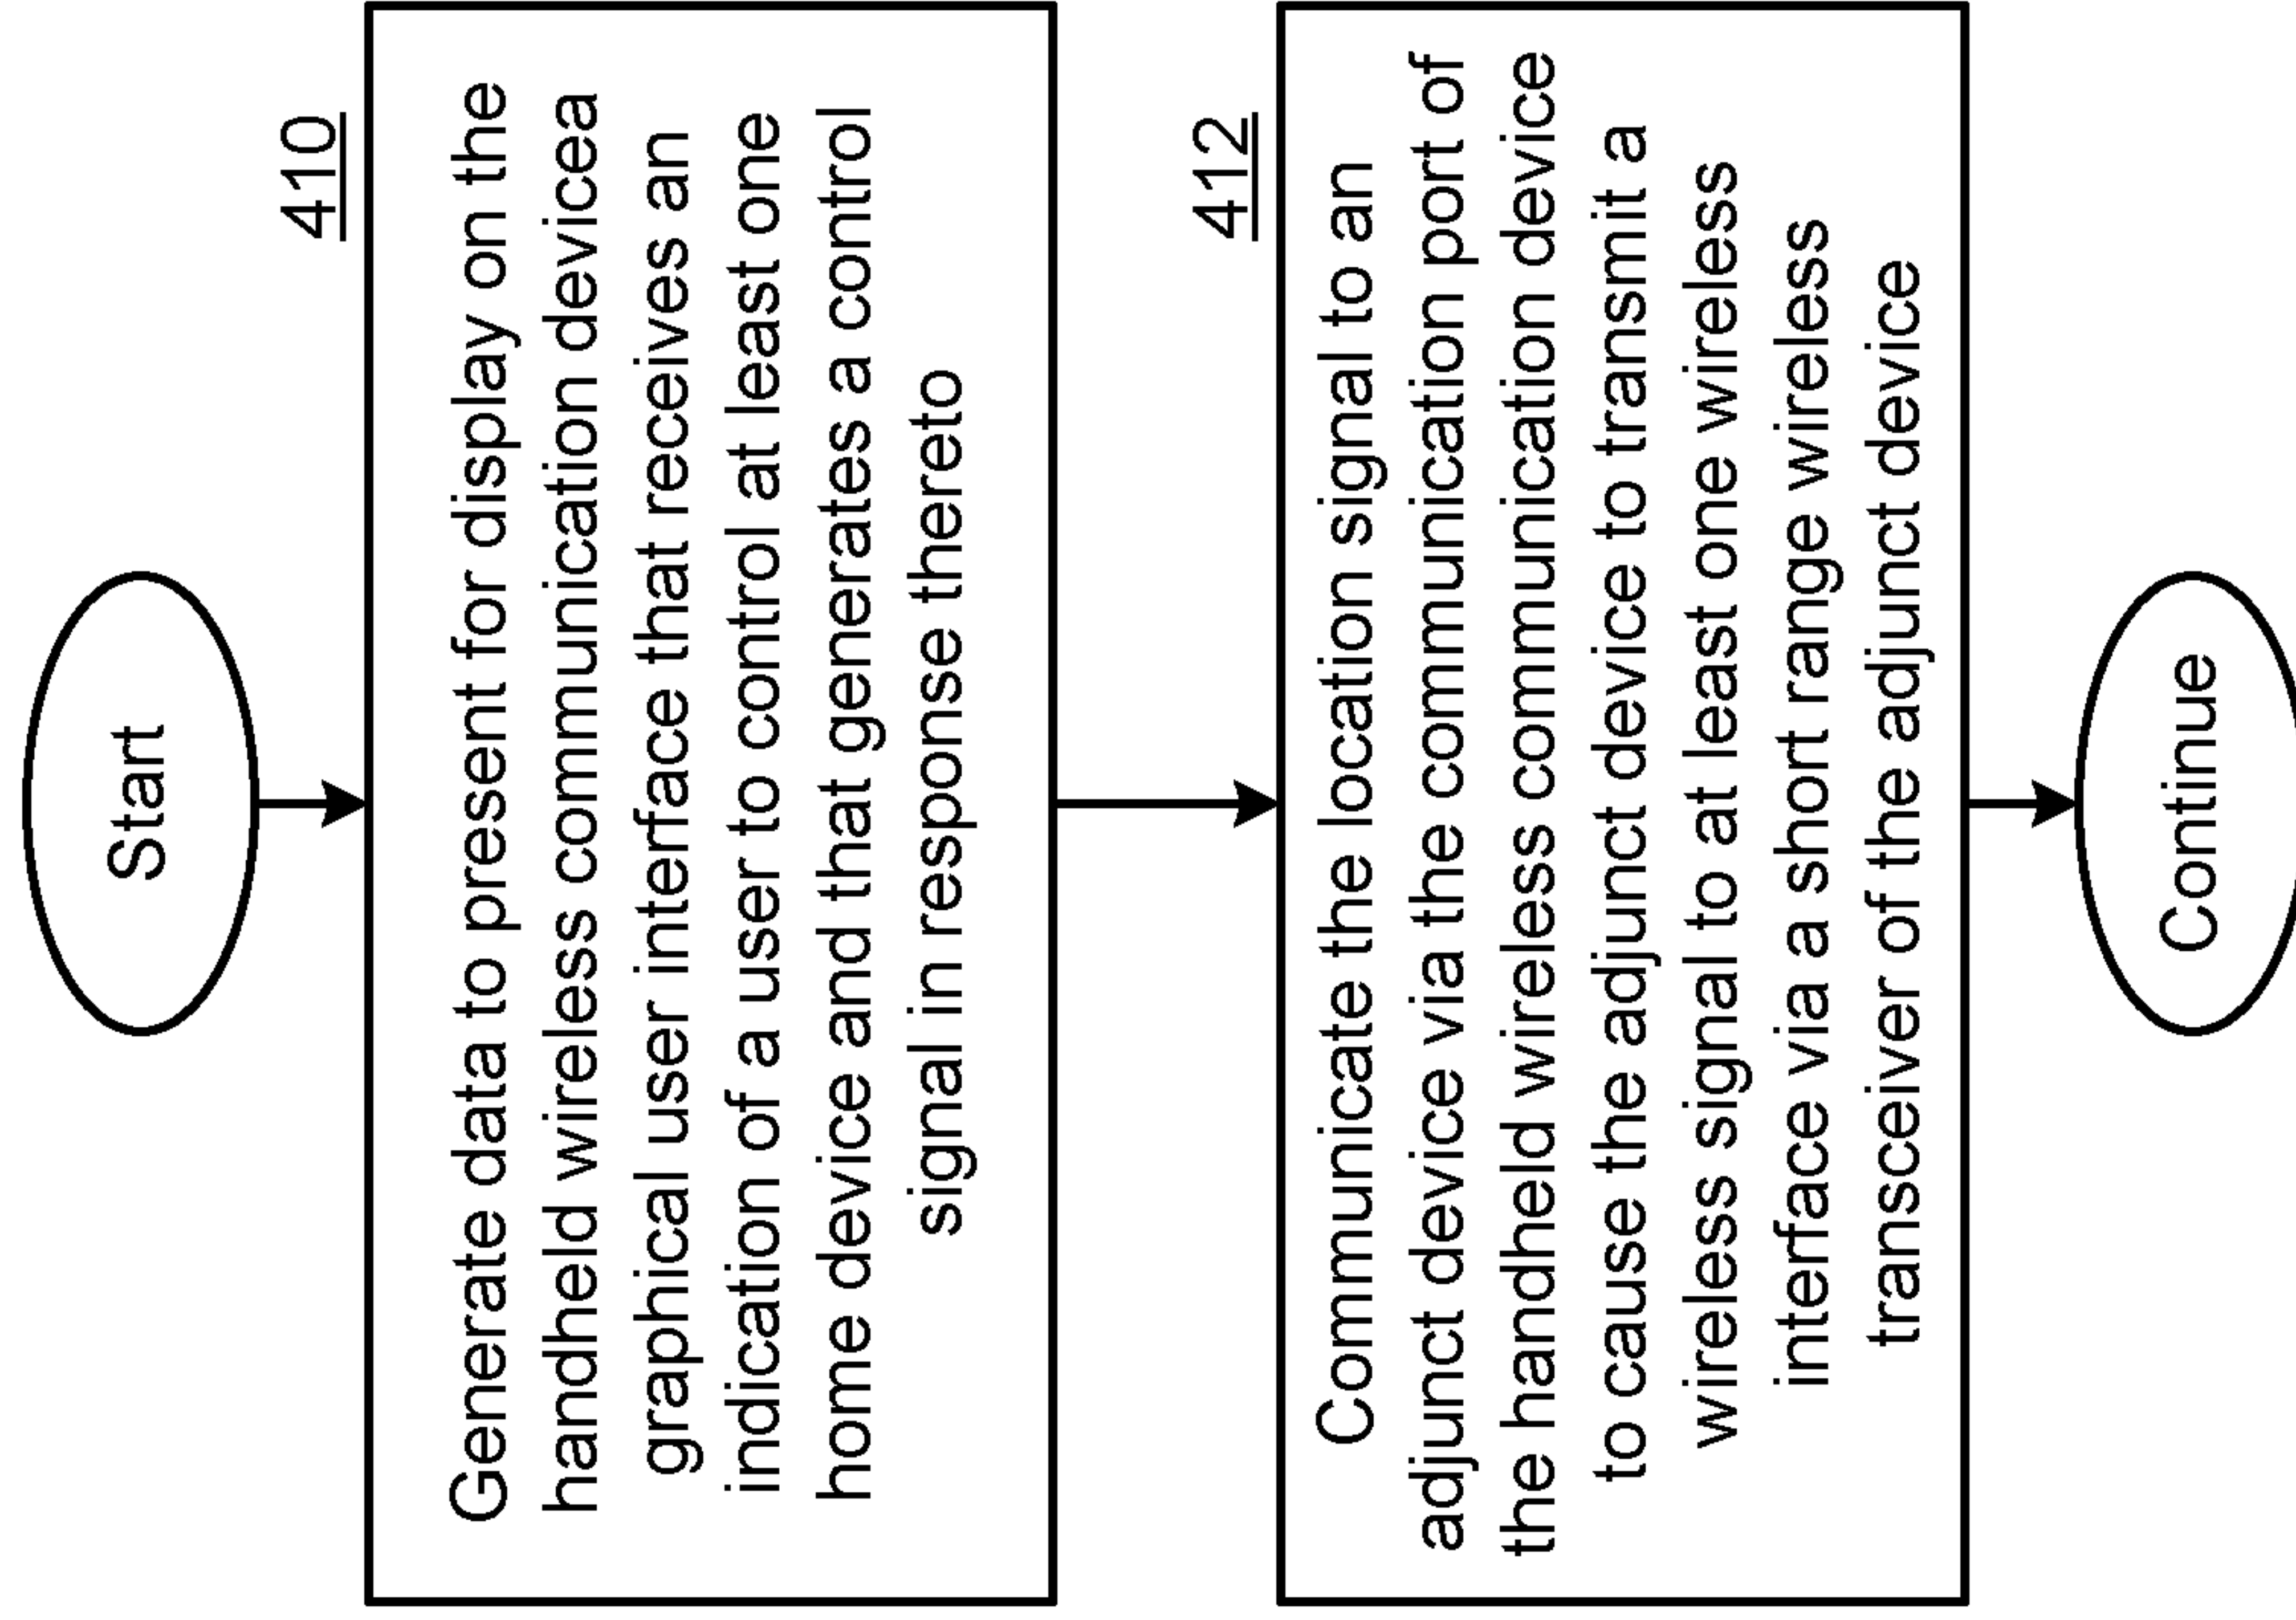 Start
410
Generate data to present for display on the
handheld wireless communication devicea
graphical user interface that receives an
indication of a user to control at least one
home device and that generates a control
signal in response thereto
412
Communicate the location signal to an
adjunct device via the communication port of
the handheld wireless communication device
to cause the adjunct device to transmit a
wireless signal to at least one wireless
interface via a short range wireless
transceiver of the adjunct device
Continue